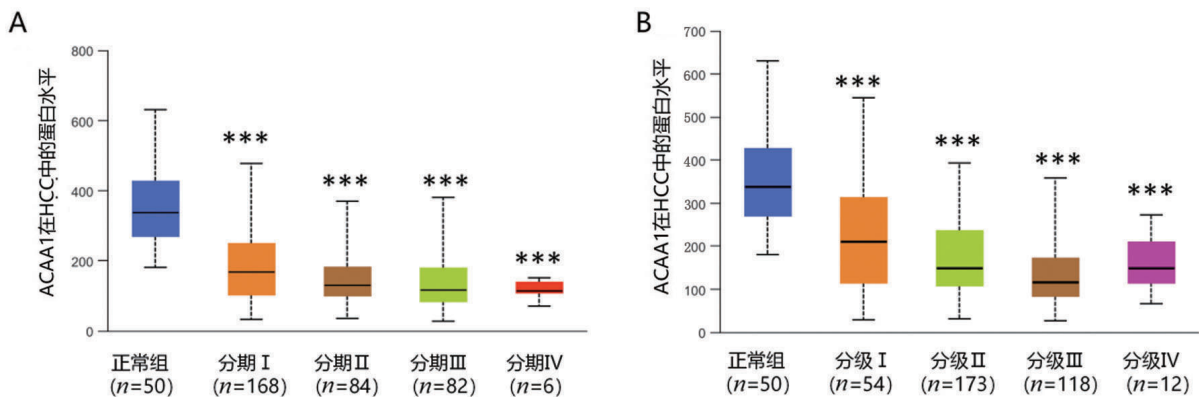 A
ACAA1在HCC中的蛋白水平
800
600
400
200
0
***
***
***
***
正常组 分期Ⅰ 分期Ⅱ 分期Ⅲ 分期Ⅳ
(n=50) (n=168) (n=84) (n=82) (n=6)
B
ACAA1在HCC中的蛋白水平
700
600
500
400
300
200
100
0
***
***
***
***
正常组 分级Ⅰ 分级Ⅱ 分级Ⅲ 分级Ⅳ
(n=50) (n=54) (n=173) (n=118) (n=12)